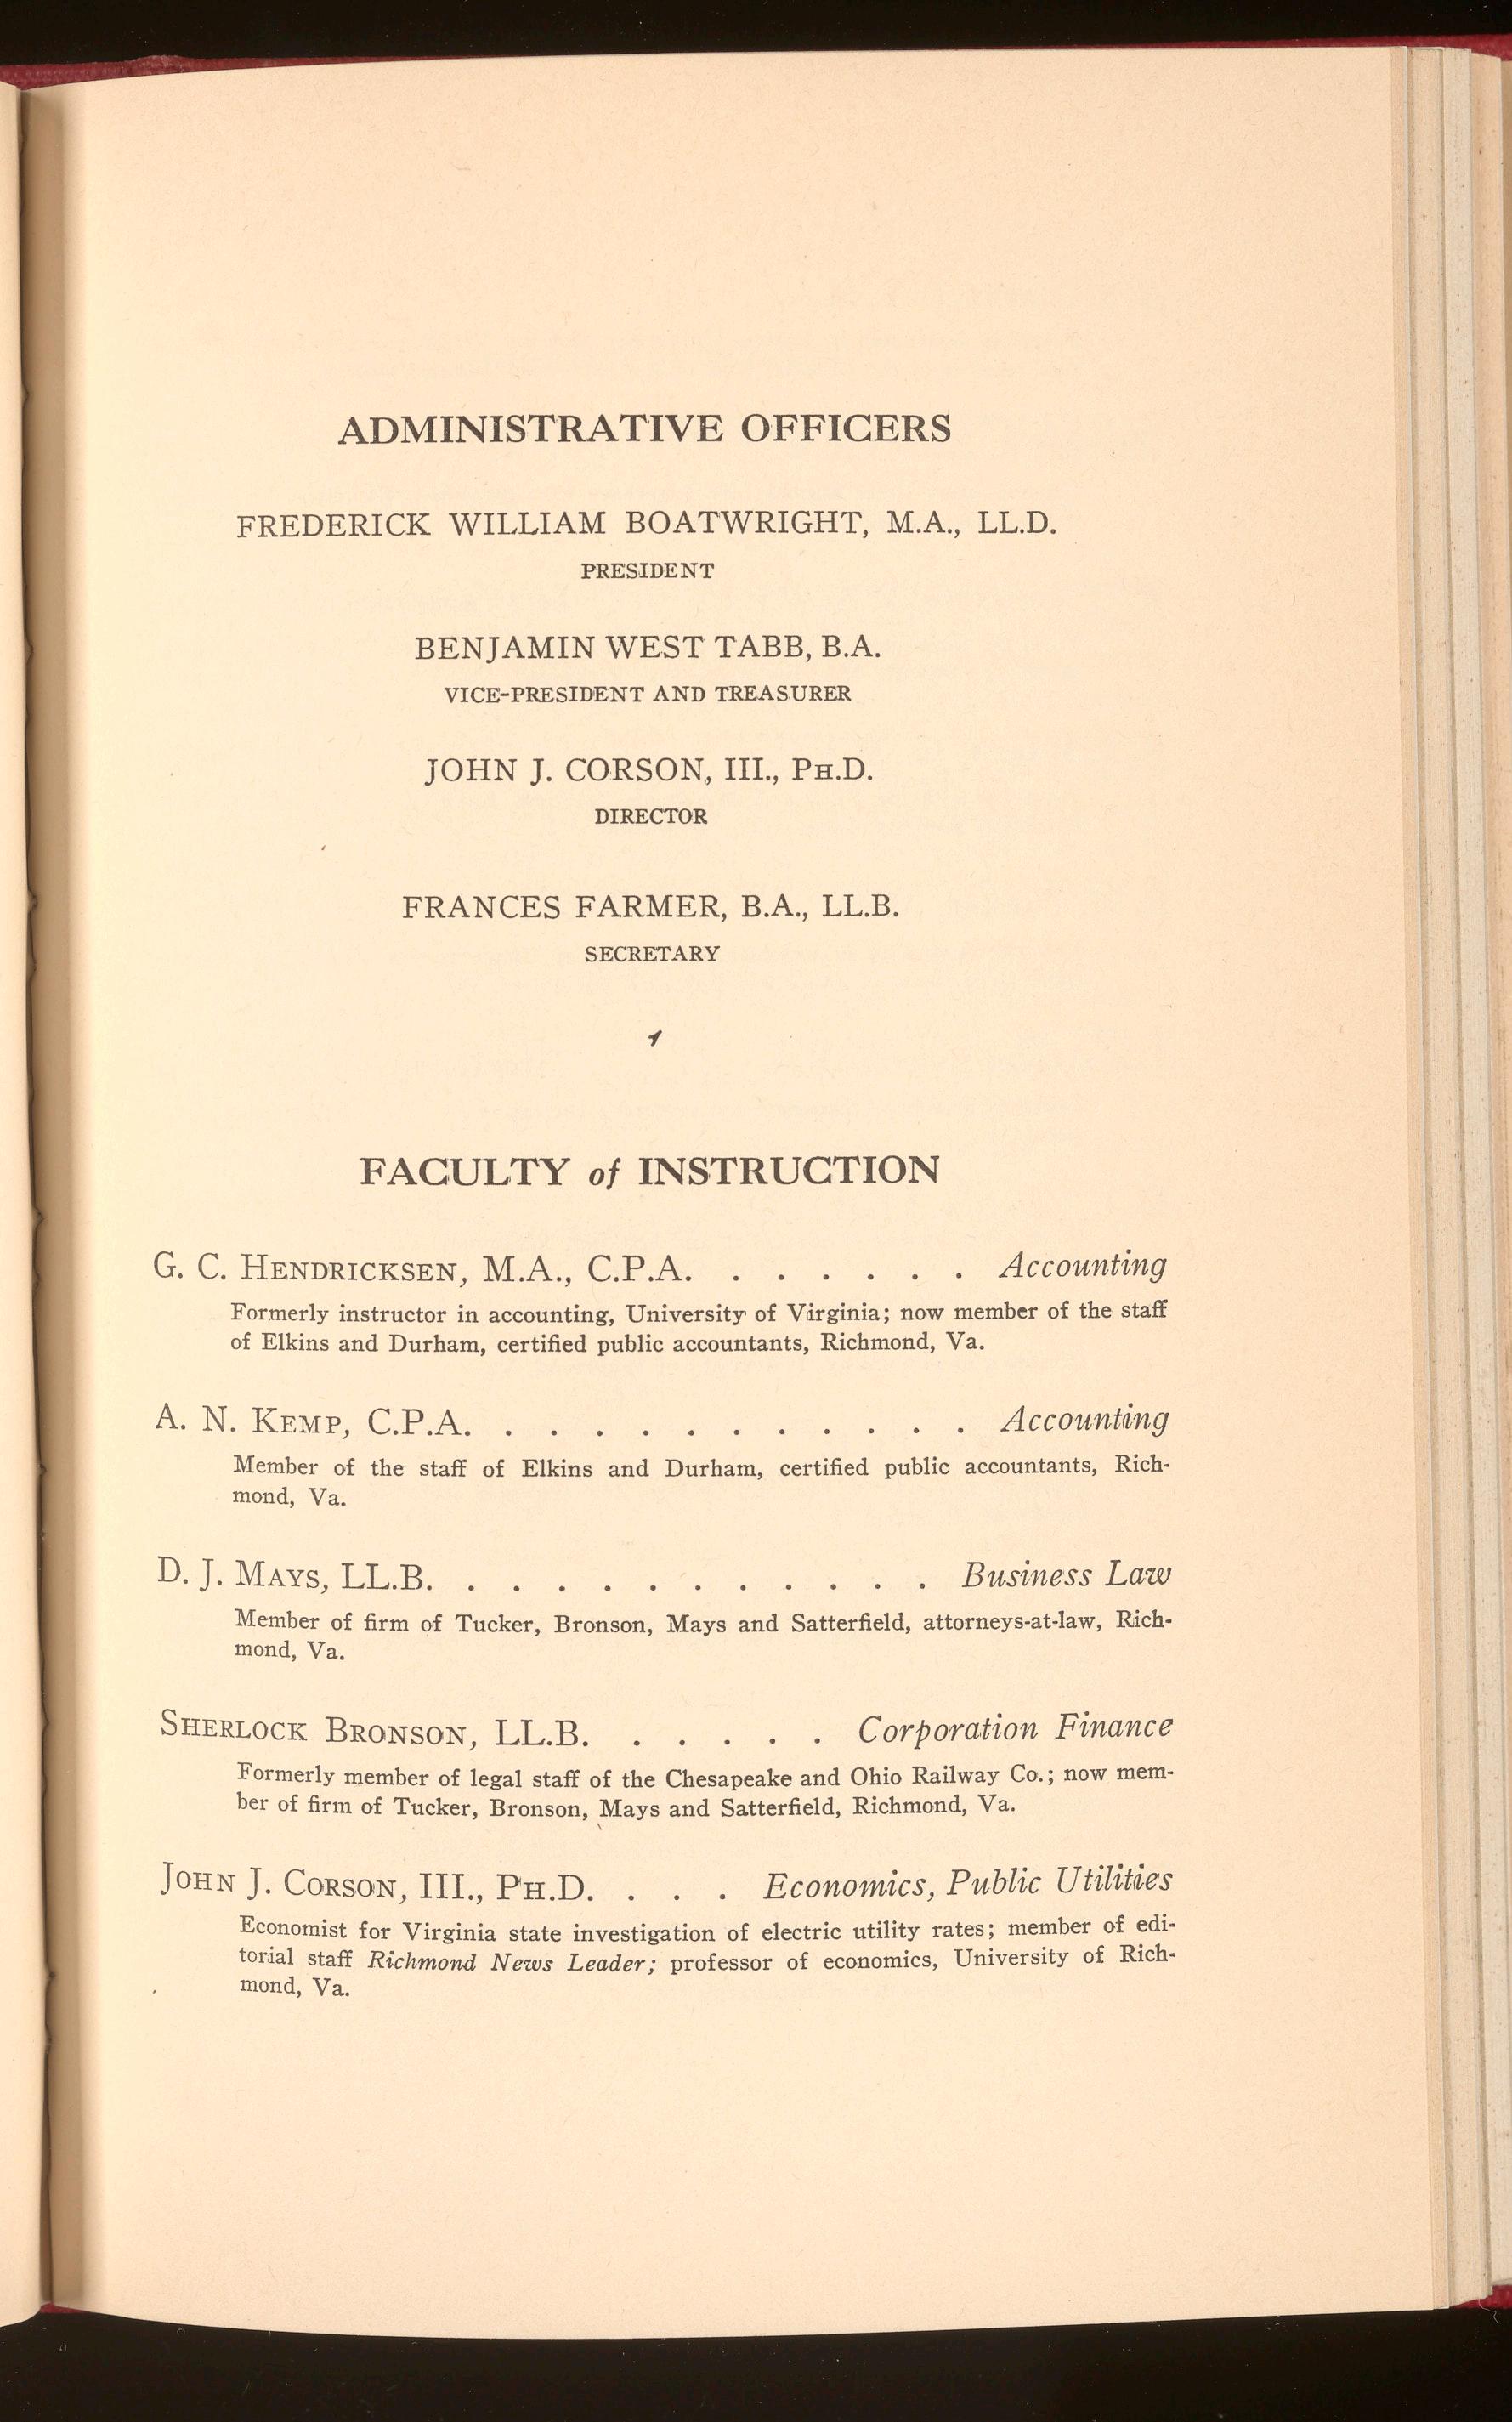 ADMINISTRATIVE OFFICERS
FREDERICK WILLIAM BOATWRIGHT, M.A., LL.D.
PRESIDENT
BENJAMIN WEST TABB, B.A.
VICE-PRESIDENT AND TREASURER
JOHN J. CORSON, III., PH.D.
DIRECTOR
FRANCES FARMER, B.A., LL.B.
SECRETARY
FACULTY of INSTRUCTION
G. C. HENDRICKSEN, M.A., C.P.A. . . . . . . Accounting
Formerly instructor in accounting, University of Virginia; now member of the staff
of Elkins and Durham, certified public accountants, Richmond, Va.
A. N. KEMP, C.P.A. . . . . . . . . . . . Accounting
Member of the staff of Elkins and Durham, certified public accountants, Rich-
mond, Va.
D. J. MAYS, LL.B. . . . . . . . . . . . Business Law
Member of firm of Tucker, Bronson, Mays and Satterfield, attorneys-at-law, Rich-
mond, Va.
SHERLOCK BRONSON, LL.B. . . . . . Corporation Finance
Formerly member of legal staff of the Chesapeake and Ohio Railway Co.; now mem-
ber of firm of Tucker, Bronson, Mays and Satterfield, Richmond, Va.
JOHN J. CORSON, III., PH.D. . . . Economics, Public Utilities
Economist for Virginia state investigation of electric utility rates; member of edi-
torial staff Richmond News Leader; professor of economics, University of Rich-
mond, Va.